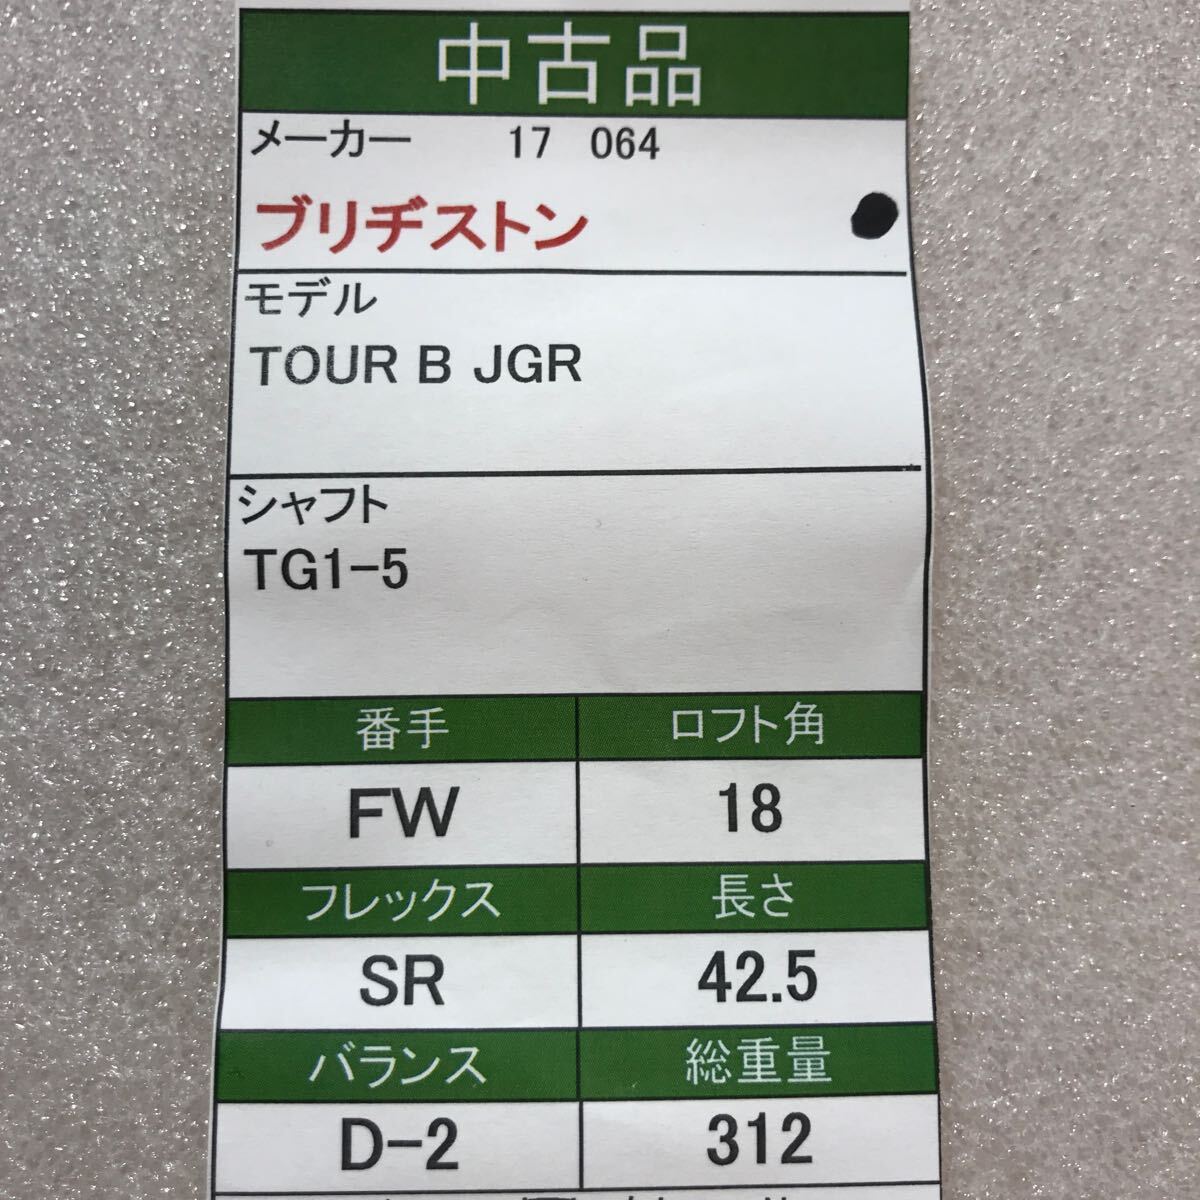 中古品
メーカー 17 064
ブリヂストン
モデル
TOUR B JGR
シャフト
TG1-5
番手 ロフト角
FW 18
フレックス 長さ
SR 42.5
バランス 総重量
D-2 312